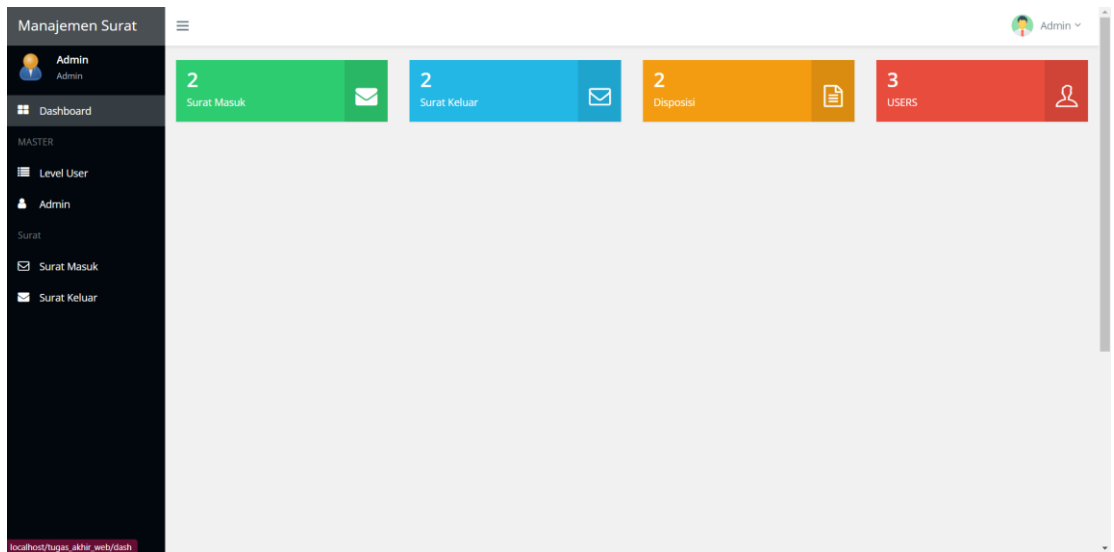 Manajemen Surat
Admin
Admin
Admin
Dashboard
MASTER
Level User
Admin
Surat
Surat Masuk
Surat Keluar
2
Surat Masuk
2
Surat Keluar
2
Disposisi
3
USERS
localhost/tugas_akhir_web/dash